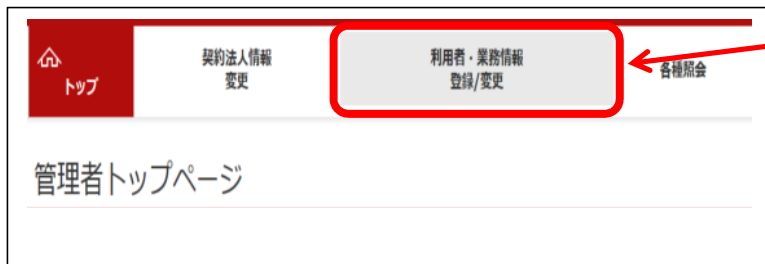 トップ
契約法人情報
変更
利用者・業務情報
登録/変更
各種照会
管理者トップページ